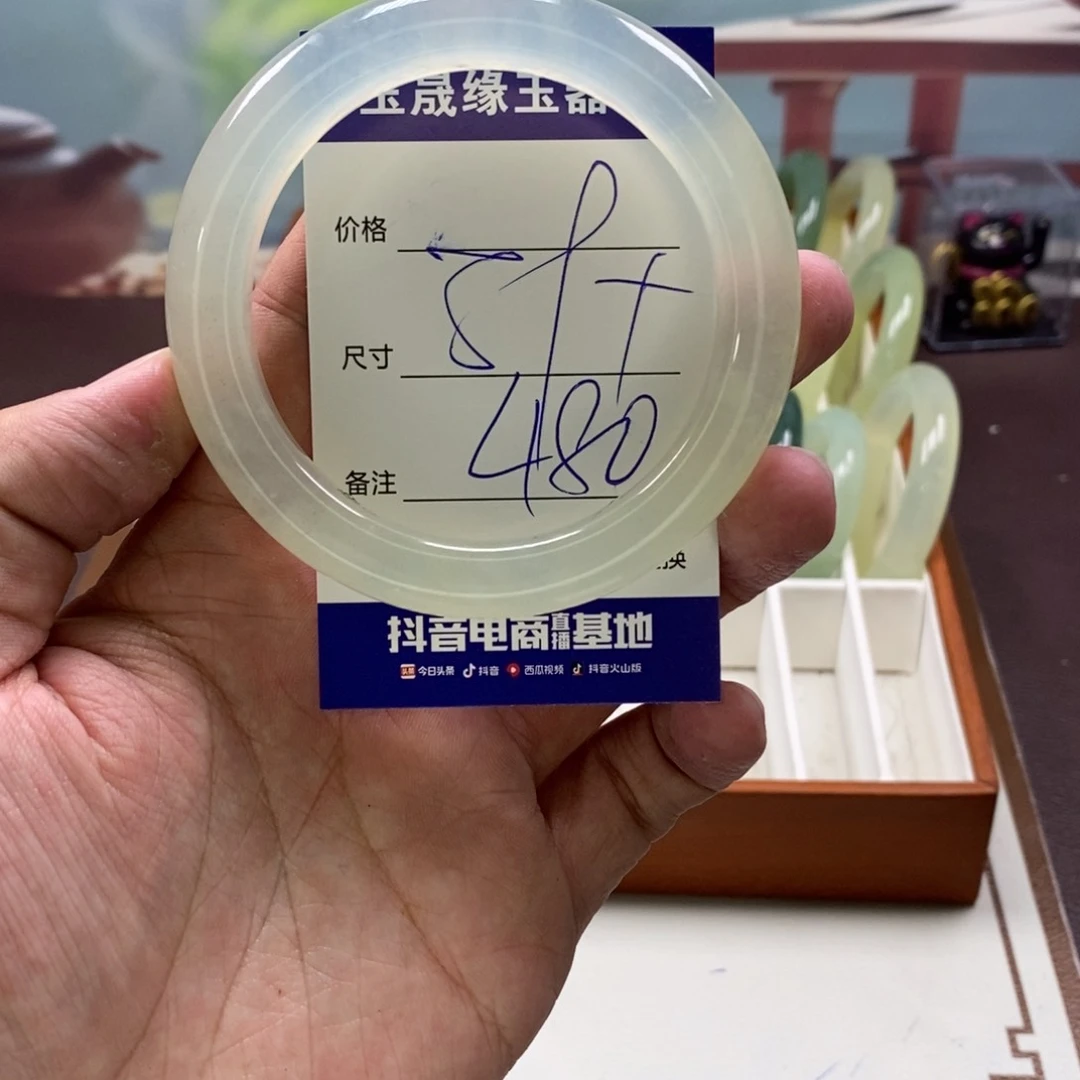 玉晟缘玉器
价格
尺寸
480
备注
抖音电商直播基地
今日头条 抖音 西瓜视频 抖音火山版